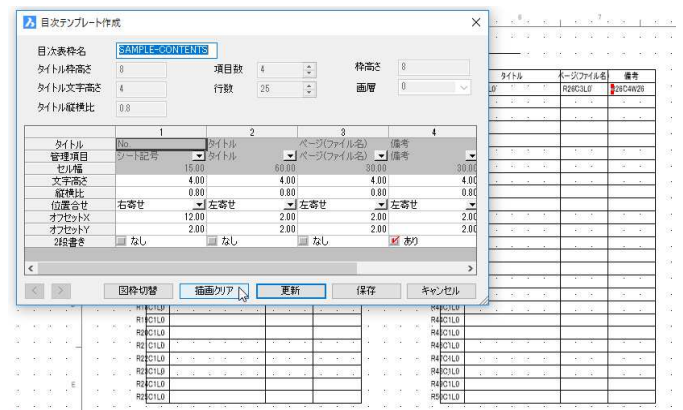 目次テンプレート作成
目次表枠名 SAMPLE-CONTENTS
タイトル枠高さ 8 項目数 4 枠高さ 8
タイトル文字高さ 4 行数 25 画層 0
タイトル縦横比 0.8
1 2 3 4
タイトル No. タイトル ページ(ファイル名) 備考
管理項目 シート記号 タイトル ページ(ファイル名) 備考
セル幅 15.00 60.00 30.00 30.00
文字高さ 4.00 4.00 4.00 4.00
縦横比 0.80 0.80 0.80 0.80
位置合せ 右寄せ 左寄せ 左寄せ 左寄せ
オフセットX 12.00 2.00 2.00 2.00
オフセットY 2.00 2.00 2.00 2.00
2段書き なし なし なし あり
< > 図枠切替 描画クリア 更新 保存 キャンセル
6 7
タイトル ページ(ファイル名) 備考
R26C3L0 R26C4W26
R19C1L0
R20C1L0
R21C1L0
R22C1L0 R47C1L0
R23C1L0
E R24C1L0
R25C1L0 R50C1L0